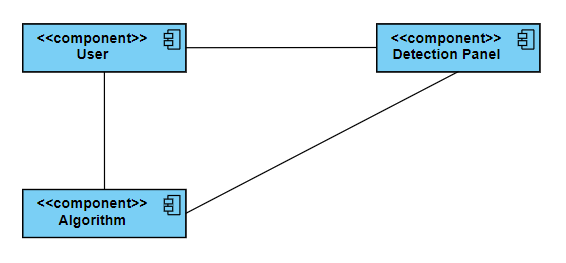 <<component>>
User
<<component>>
Detection Panel
<<component>>
Algorithm